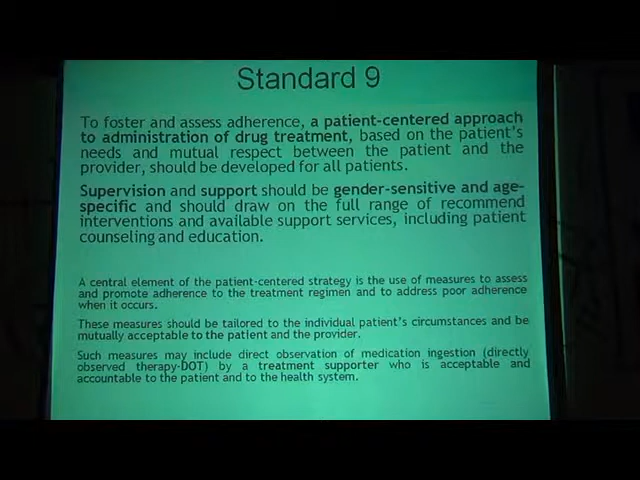 Standard 9
To foster and assess adherence, a patient-centered approach
to administration of drug treatment, based on the patient's
needs and mutual respect between the patient and the
provider, should be developed for all patients.
Supervision and support should be gender-sensitive and age-
specific and should draw on the full range of recommend
interventions and available support services, including patient
counseling and education.
A central element of the patient-centered strategy is the use of measures to assess
and promote adherence to the treatment regimen and to address poor adherence
when it occurs.
These measures should be tailored to the individual patient's circumstances and be
mutually acceptable to the patient and the provider.
Such measures may include direct observation of medication ingestion (directly
observed therapy-DOT) by a treatment supporter who is acceptable and
accountable to the patient and to the health system.